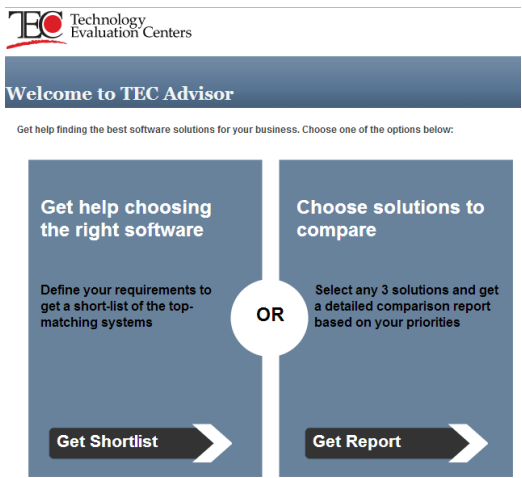 TEC Technology
Evaluation Centers
Welcome to TEC Advisor
Get help finding the best software solutions for your business. Choose one of the options below:
Get help choosing
the right software
Define your requirements to
get a short-list of the top-
matching systems
Get Shortlist
OR
Choose solutions to
compare
Select any 3 solutions and get
a detailed comparison report
based on your priorities
Get Report